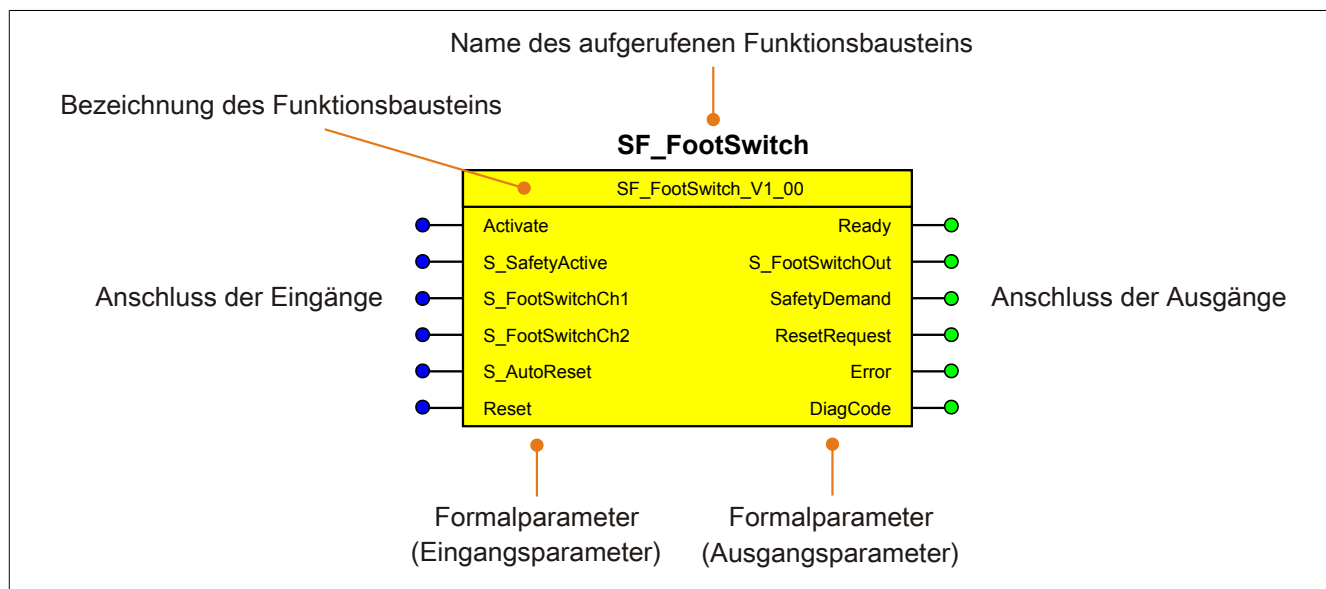 Name des aufgerufenen Funktionsbausteins
Bezeichnung des Funktionsbausteins
SF_FootSwitch
SF_FootSwitch_V1_00
Activate
Ready
S_SafetyActive
S_FootSwitchOut
Anschluss der Eingänge
S_FootSwitchCh1
SafetyDemand
Anschluss der Ausgänge
S_FootSwitchCh2
ResetRequest
S_AutoReset
Error
Reset
DiagCode
Formalparameter
(Eingangsparameter)
Formalparameter
(Ausgangsparameter)